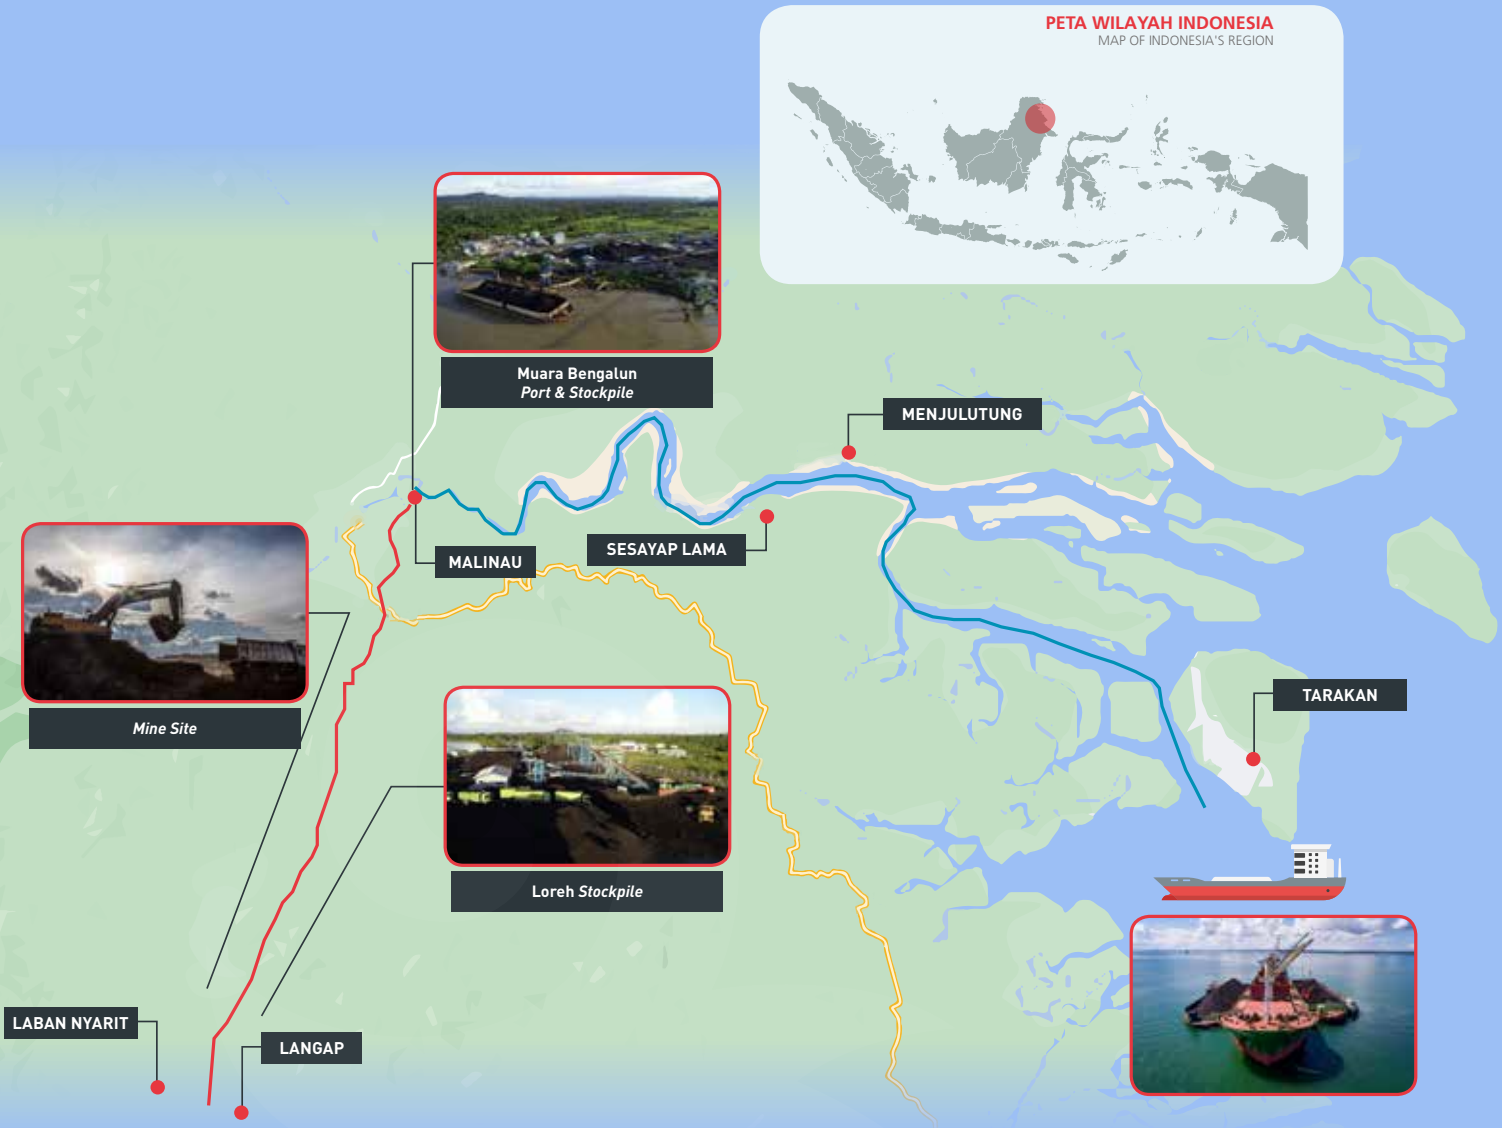 PETA WILAYAH INDONESIA
MAP OF INDONESIA'S REGION
Muara Bengalun
Port & Stockpile
MENJULUTUNG
SESAYAP LAMA
MALINAU
Mine Site
TARAKAN
Loreh Stockpile
LABAN NYARIT
LANGAP